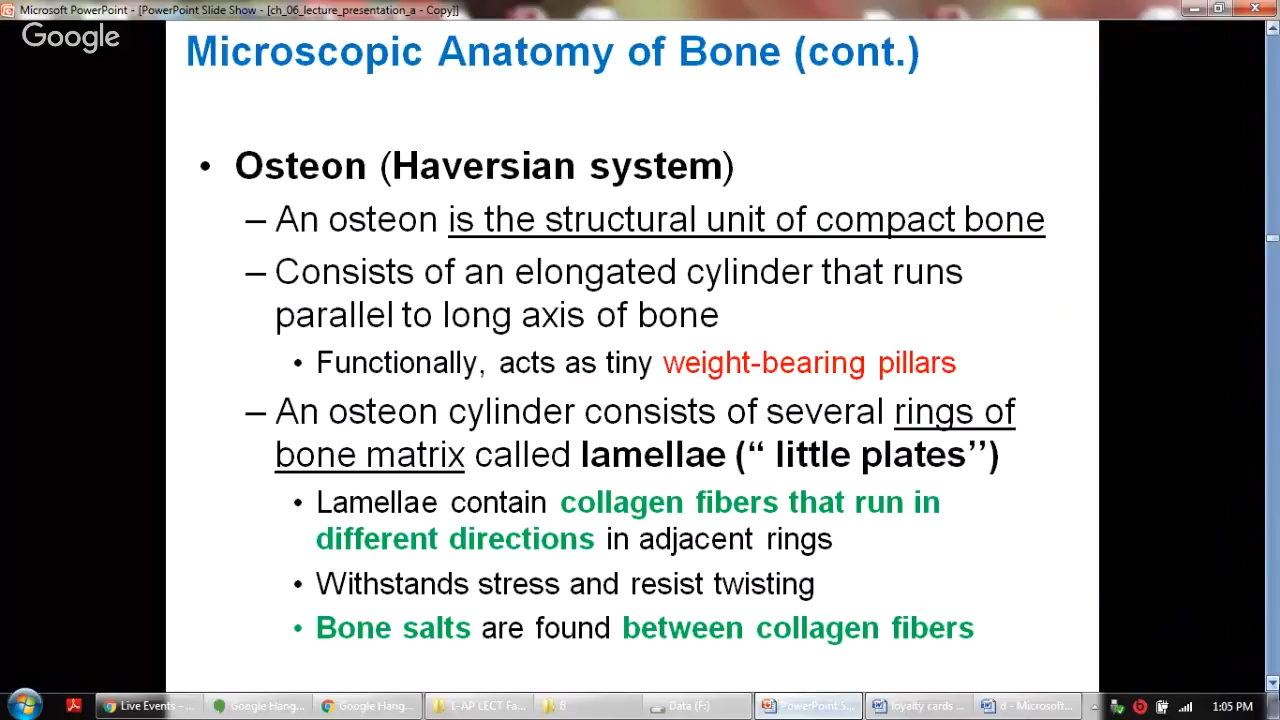 Microsoft PowerPoint - [PowerPoint Slide Show - [ch_06_lecture_presentation_a - Copy]]
Google
Microscopic Anatomy of Bone (cont.)
• Osteon (Haversian system)
– An osteon is the structural unit of compact bone
– Consists of an elongated cylinder that runs
parallel to long axis of bone
• Functionally, acts as tiny weight-bearing pillars
– An osteon cylinder consists of several rings of
bone matrix called lamellae (“ little plates’’)
• Lamellae contain collagen fibers that run in
different directions in adjacent rings
• Withstands stress and resist twisting
• Bone salts are found between collagen fibers
Live Events - ... Google Hang... Google Hang... 1-AP LECT Fa... Data (F:) PowerPoint S... loyalty cards ... d - Microsoft... 1:05 PM